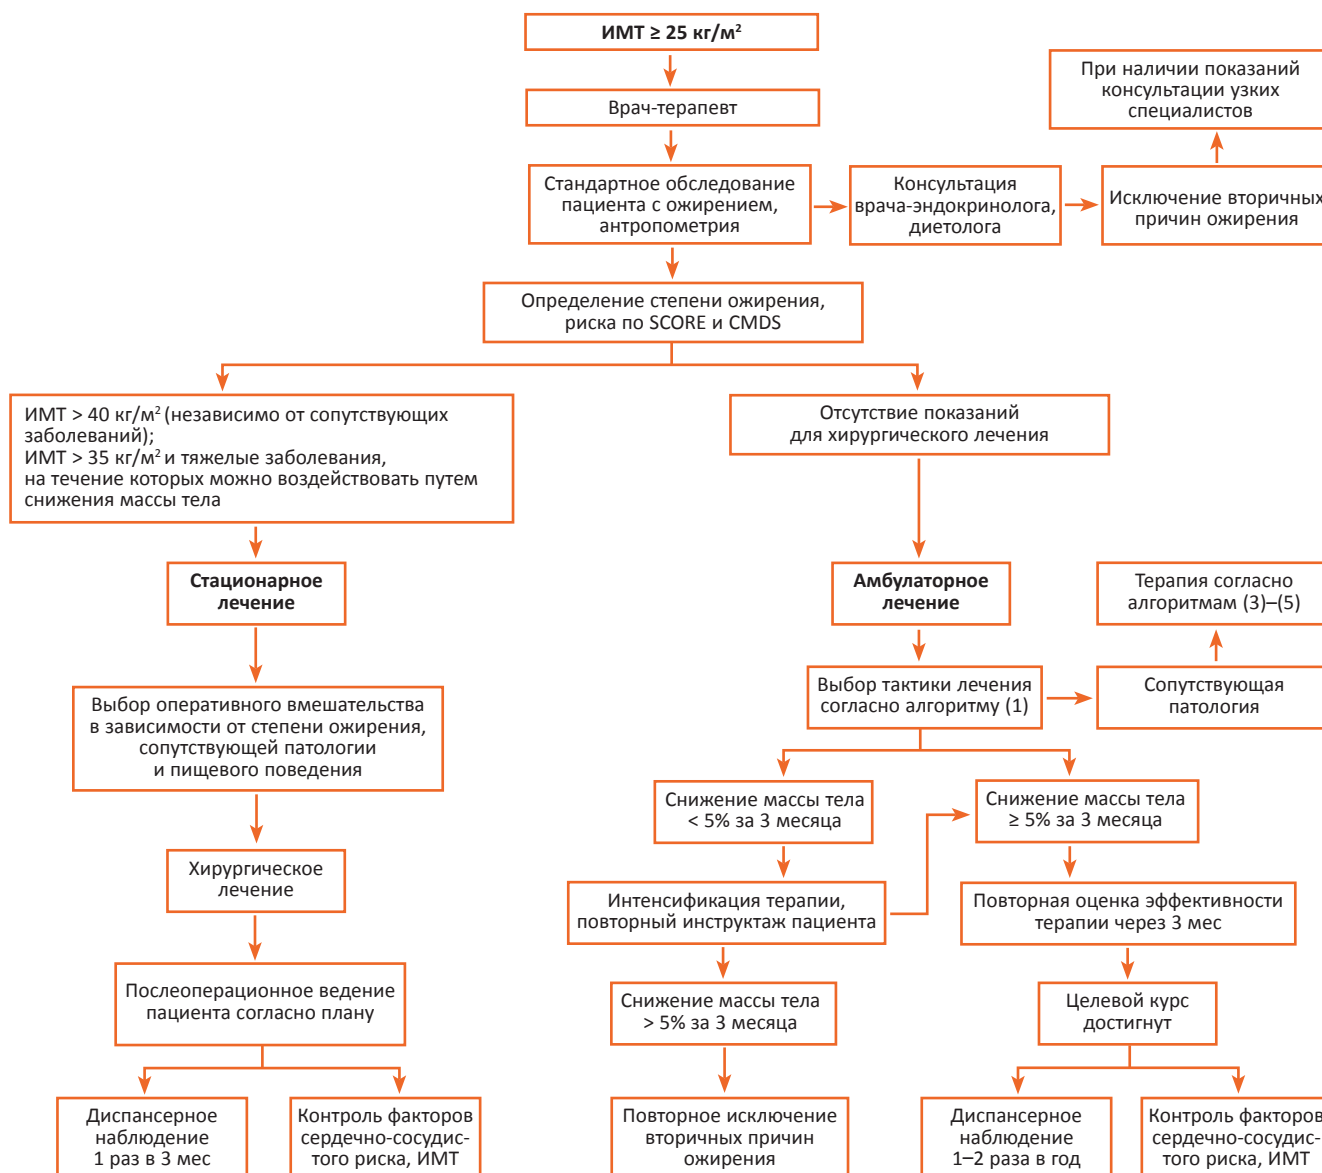 ИМТ ≥ 25 кг/м²
Врач-терапевт
При наличии показаний
консультации узких
специалистов
Стандартное обследование
пациента с ожирением,
антропометрия
Консультация
врача-эндокринолога,
диетолога
Исключение вторичных
причин ожирения
Определение степени ожирения,
риска по SCORE и CMDS
ИМТ > 40 кг/м² (независимо от сопутствующих
заболеваний);
ИМТ > 35 кг/м² и тяжелые заболевания,
на течение которых можно воздействовать путем
снижения массы тела
Отсутствие показаний
для хирургического лечения
Стационарное
лечение
Амбулаторное
лечение
Терапия согласно
алгоритмам (3)–(5)
Выбор оперативного вмешательства
в зависимости от степени ожирения,
сопутствующей патологии
и пищевого поведения
Выбор тактики лечения
согласно алгоритму (1)
Сопутствующая
патология
Снижение массы тела
< 5% за 3 месяца
Снижение массы тела
≥ 5% за 3 месяца
Хирургическое
лечение
Интенсификация терапии,
повторный инструктаж пациента
Повторная оценка эффективности
терапии через 3 мес
Послеоперационное ведение
пациента согласно плану
Снижение массы тела
> 5% за 3 месяца
Целевой курс
достигнут
Диспансерное
наблюдение
1 раз в 3 мес
Контроль факторов
сердечно-сосудис-
того риска, ИМТ
Повторное исключение
вторичных причин
ожирения
Диспансерное
наблюдение
1–2 раза в год
Контроль факторов
сердечно-сосудис-
того риска, ИМТ